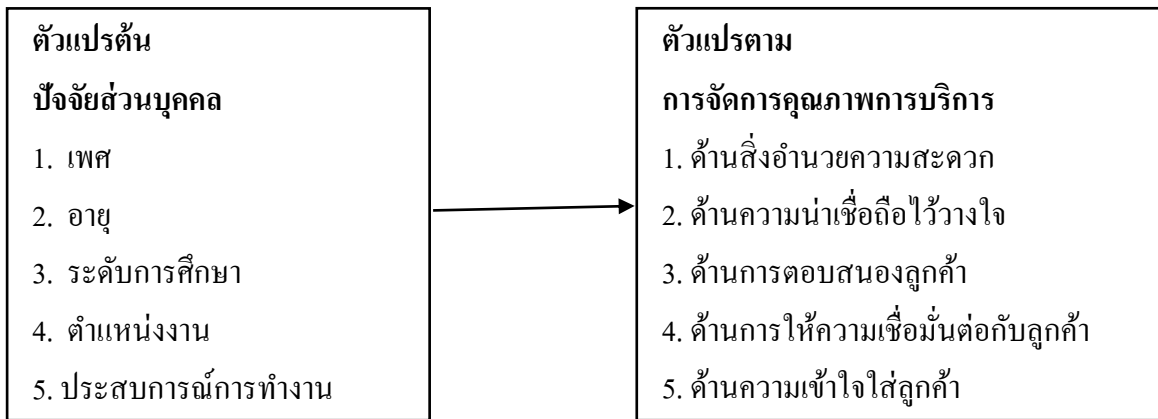 ตัวแปรต้น
ปัจจัยส่วนบุคคล
1. เพศ
2. อายุ
3. ระดับการศึกษา
4. ตำแหน่งงาน
5. ประสบการณ์การทำงาน
ตัวแปรตาม
การจัดการคุณภาพการบริการ
1. ด้านสิ่งอำนวยความสะดวก
2. ด้านความน่าเชื่อถือไว้วางใจ
3. ด้านการตอบสนองลูกค้า
4. ด้านการให้ความเชื่อมั่นต่อกับลูกค้า
5. ด้านความเข้าใจใส่ลูกค้า